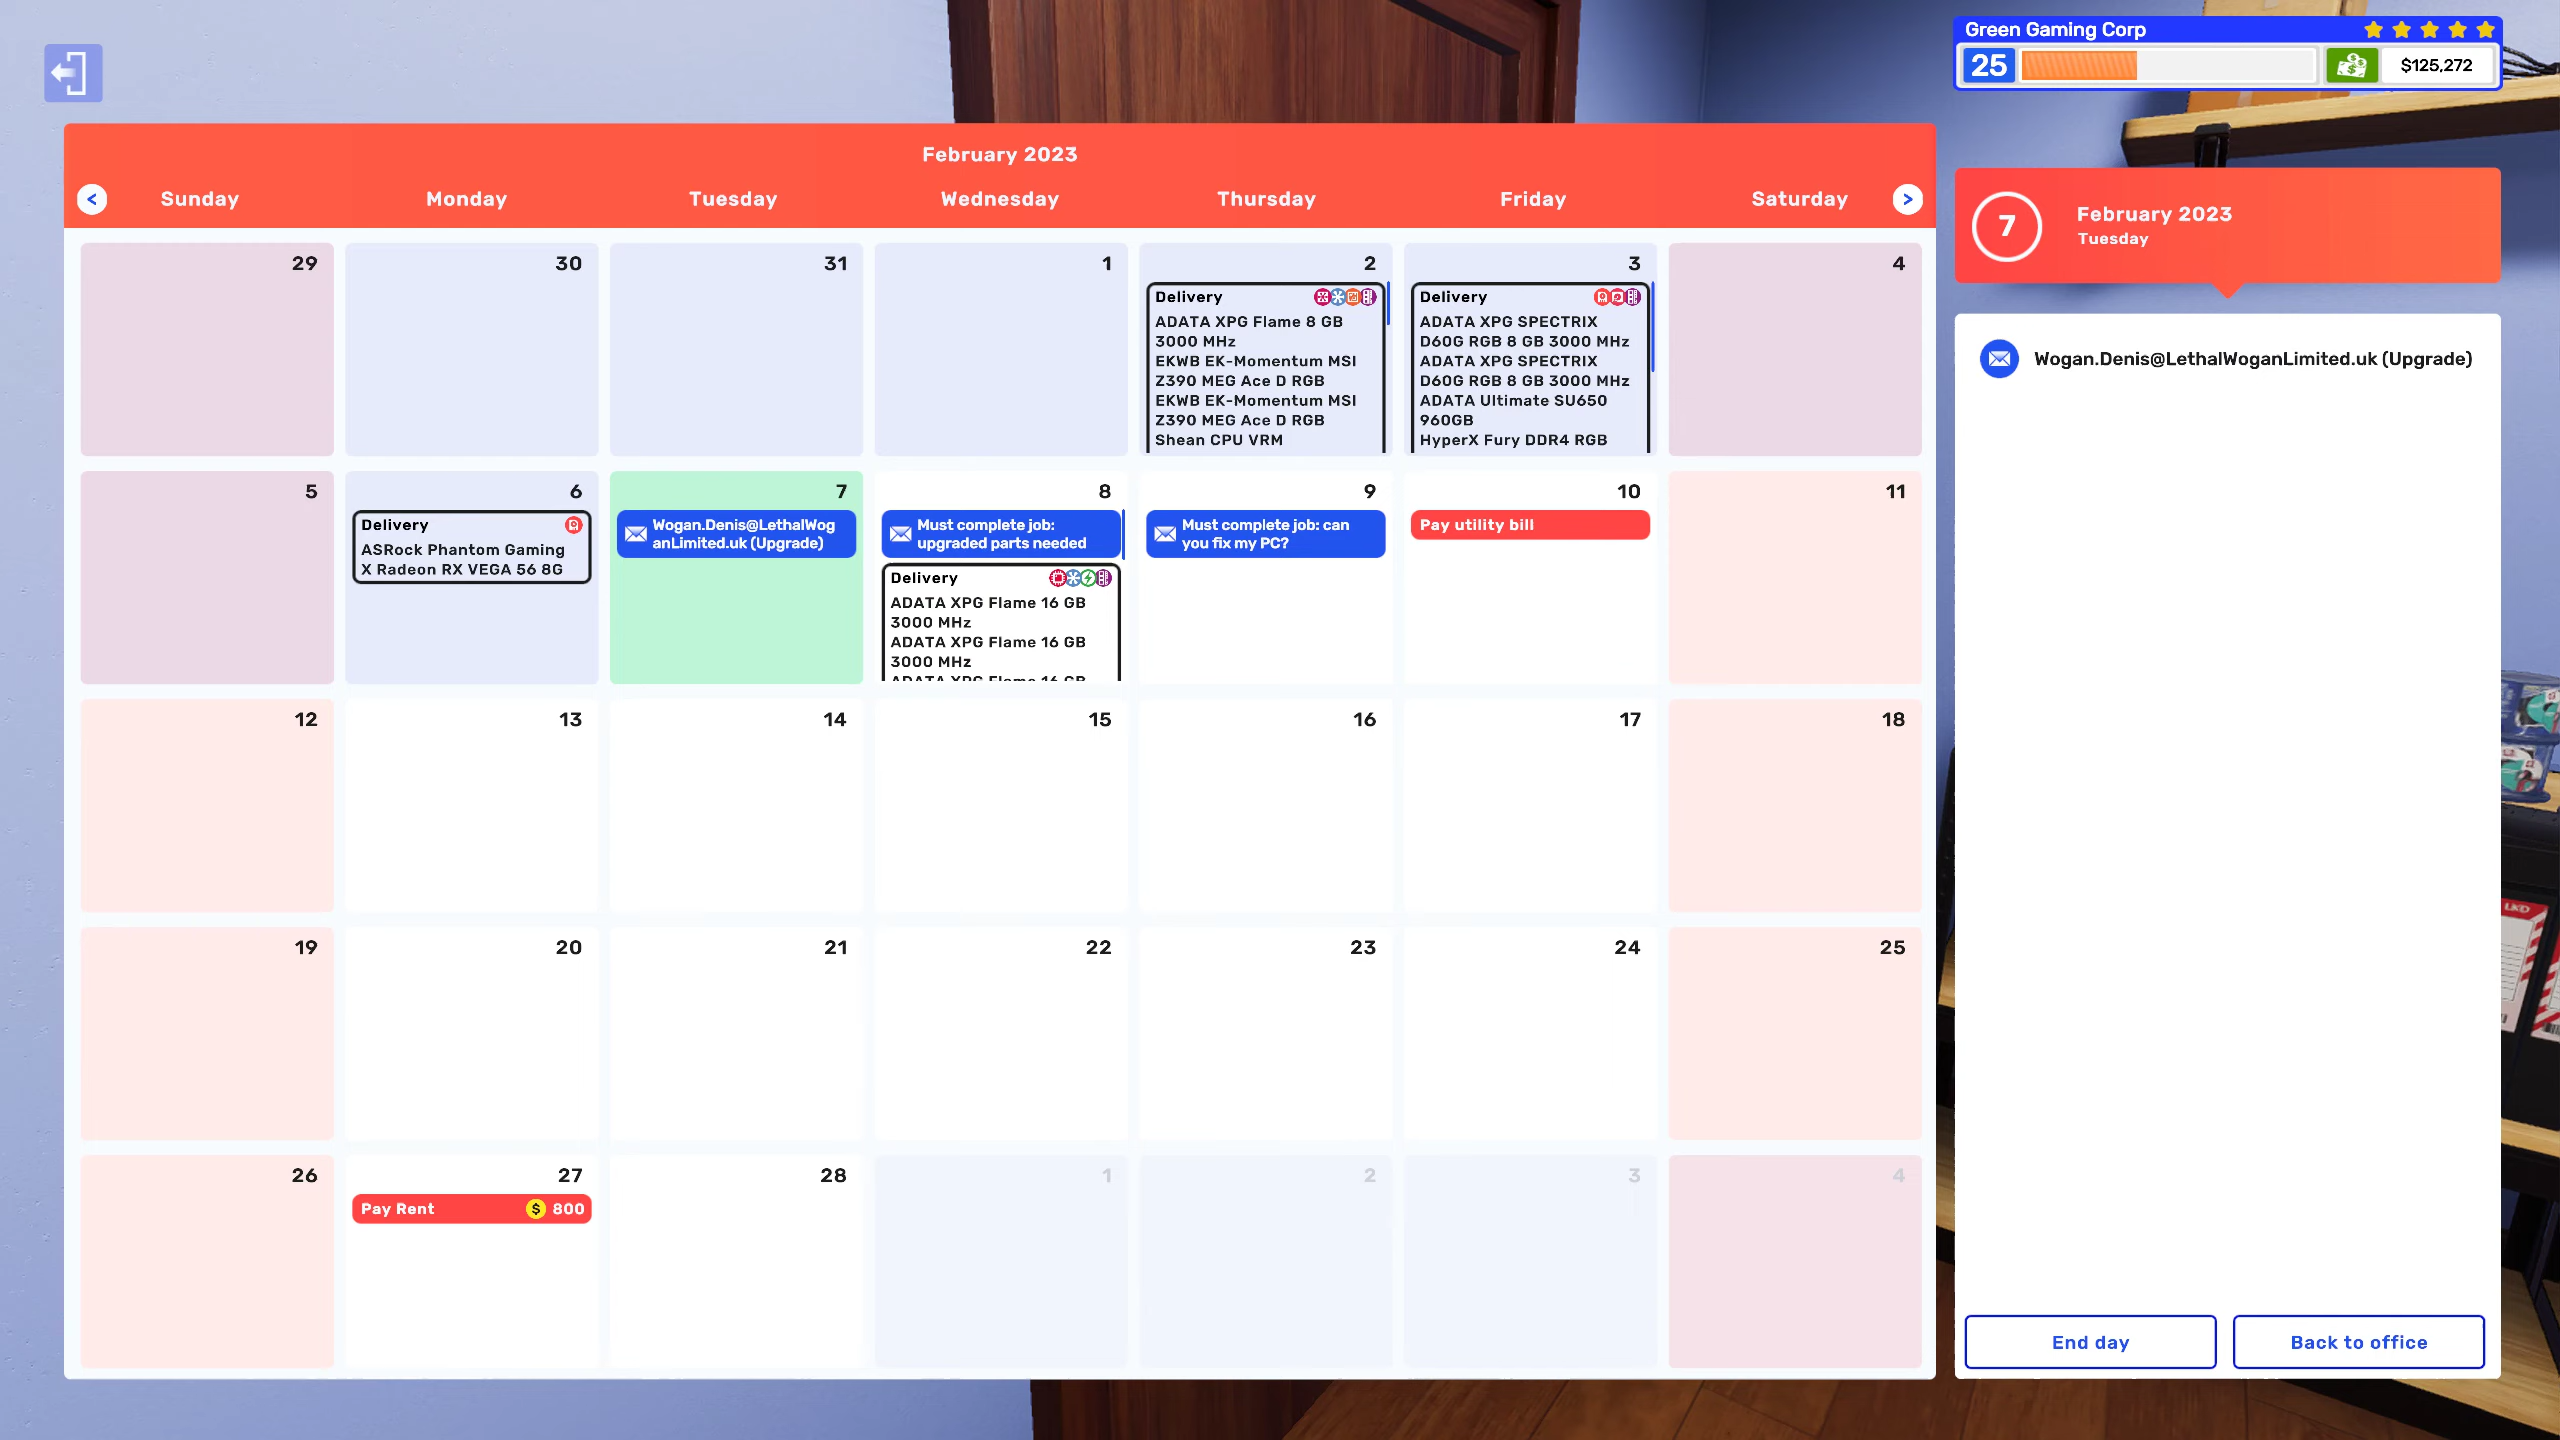 Green Gaming Corp
25
$125,272
February 2023
< Sunday Monday Tuesday Wednesday Thursday Friday Saturday >
29 30 31 1 2 3 4
Delivery
ADATA XPG Flame 8 GB
3000 MHz
EKWB EK-Momentum MSI
Z390 MEG Ace D RGB
EKWB EK-Momentum MSI
Z390 MEG Ace D RGB
Shean CPU VRM
Delivery
ADATA XPG SPECTRIX
D60G RGB 8 GB 3000 MHz
ADATA XPG SPECTRIX
D60G RGB 8 GB 3000 MHz
ADATA Ultimate SU650
960GB
HyperX Fury DDR4 RGB
5 6 7 8 9 10 11
Delivery
ASRock Phantom Gaming
X Radeon RX VEGA 56 8G
Wogan.Denis@LethalWog
anLimited.uk (Upgrade)
Must complete job:
upgraded parts needed
Delivery
ADATA XPG Flame 16 GB
3000 MHz
ADATA XPG Flame 16 GB
3000 MHz
ADATA XPG Flame 16 GB
Must complete job: can
you fix my PC?
Pay utility bill
12 13 14 15 16 17 18
19 20 21 22 23 24 25
26 27 28 1 2 3 4
Pay Rent $ 800
7
February 2023
Tuesday
Wogan.Denis@LethalWoganLimited.uk (Upgrade)
End day
Back to office